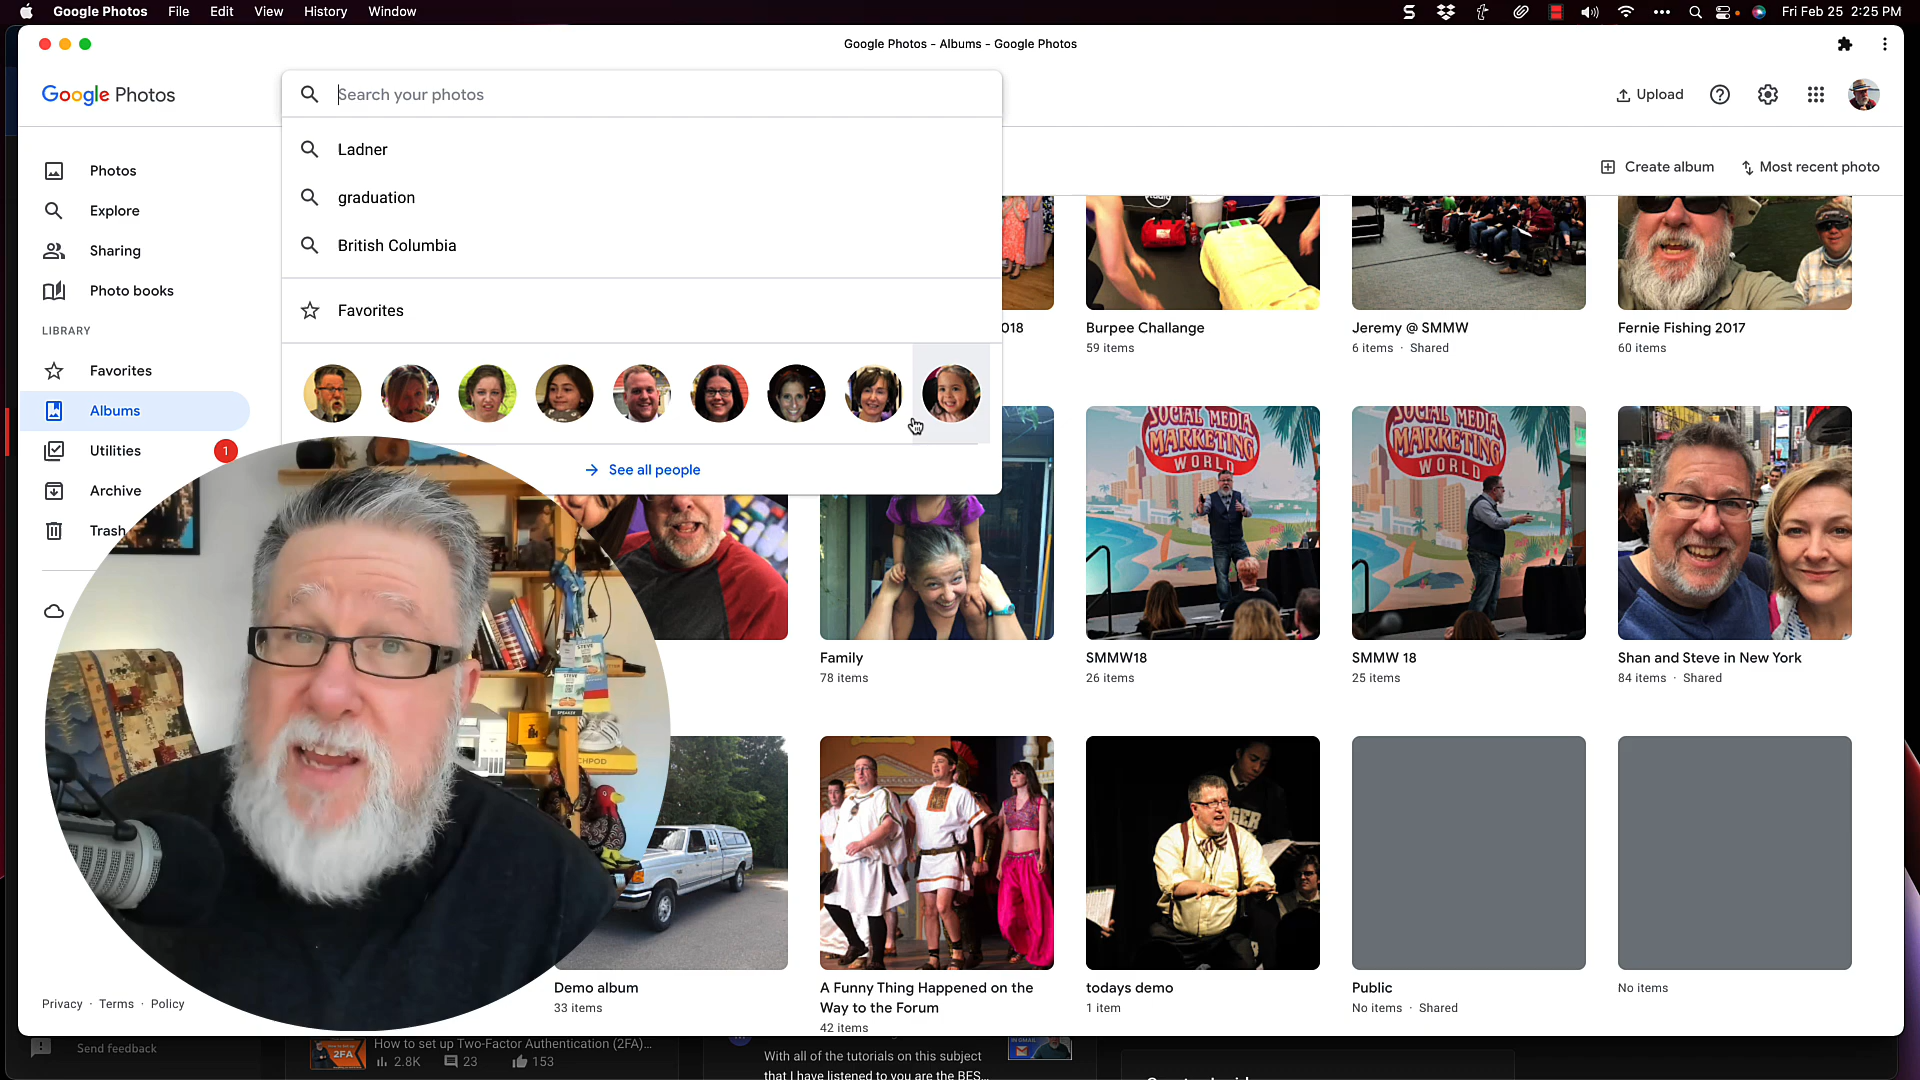 Google Photos File Edit View History Window
Fri Feb 25 2:25 PM
Google Photos - Albums - Google Photos
Google Photos
Search your photos
Upload
Ladner
graduation
British Columbia
Favorites
See all people
Create album
Most recent photo
Photos
Explore
Sharing
Photo books
LIBRARY
Favorites
Albums
Utilities
1
Archive
Trash
018
Burpee Challange
59 items
Jeremy @ SMMW
6 items · Shared
Fernie Fishing 2017
60 items
SOCIAL MEDIA
MARKETING
WORLD
SOCIAL MEDIA
MARKETING
WORLD
Family
78 items
SMMW18
26 items
SMMW 18
25 items
Shan and Steve in New York
84 items · Shared
STEVE
STEVE
SPEAKER
Demo album
33 items
A Funny Thing Happened on the
Way to the Forum
42 items
todays demo
1 item
Public
No items · Shared
No items
Privacy · Terms · Policy
Send feedback
2FA
How to set up Two-Factor Authentication (2FA)...
2.8K 23 153
With all of the tutorials on this subject
that I have listened to you are the BES...